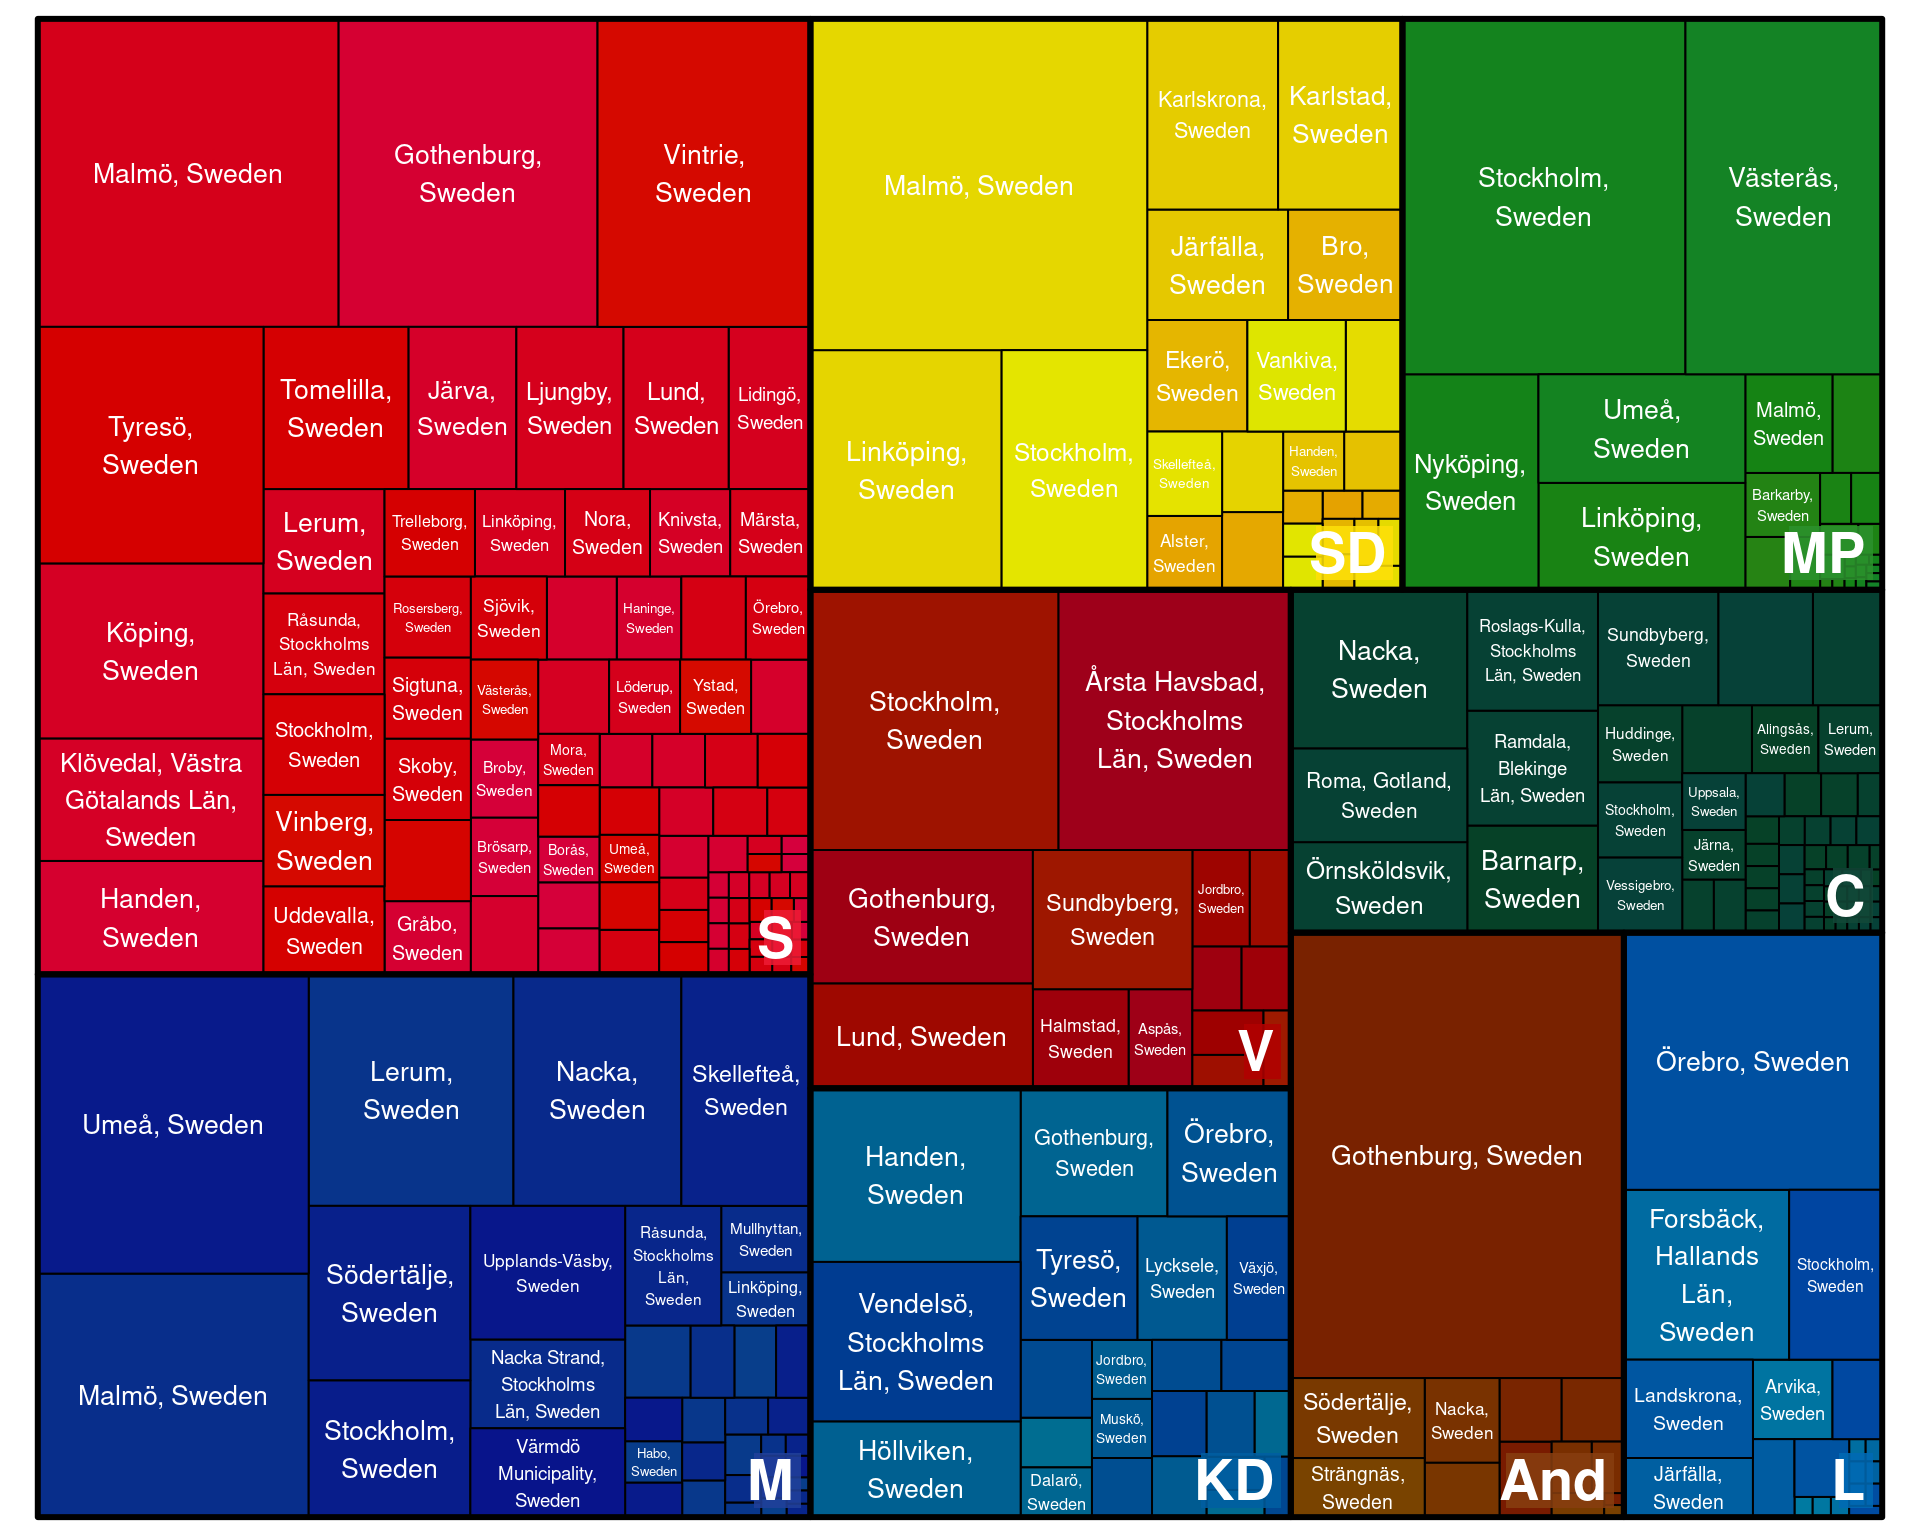 Malmö, Sweden
Gothenburg,
Sweden
Vintrie,
Sweden
Tyresö,
Sweden
Tomelilla,
Sweden
Järva,
Sweden
Ljungby,
Sweden
Lund,
Sweden
Lidingö,
Sweden
Köping,
Sweden
Klövedal, Västra
Götalands Län,
Sweden
Handen,
Sweden
Lerum,
Sweden
Råsunda,
Stockholms
Län, Sweden
Stockholm,
Sweden
Vinberg,
Sweden
Uddevalla,
Sweden
Trelleborg,
Sweden
Linköping,
Sweden
Nora,
Sweden
Knivsta,
Sweden
Märsta,
Sweden
Rosersberg,
Sweden
Sjövik,
Sweden
Haninge,
Sweden
Örebro,
Sweden
Sigtuna,
Sweden
Västerås,
Sweden
Löderup,
Sweden
Ystad,
Sweden
Skoby,
Sweden
Broby,
Sweden
Mora,
Sweden
Brösarp,
Sweden
Borås,
Sweden
Umeå,
Sweden
Gråbo,
Sweden
S
Malmö, Sweden
Karlskrona,
Sweden
Karlstad,
Sweden
Järfälla,
Sweden
Bro,
Sweden
Ekerö,
Sweden
Vankiva,
Sweden
Linköping,
Sweden
Stockholm,
Sweden
Skellefteå,
Sweden
Handen,
Sweden
Alster,
Sweden
SD
Stockholm,
Sweden
Västerås,
Sweden
Nyköping,
Sweden
Umeå,
Sweden
Linköping,
Sweden
Malmö,
Sweden
Barkarby,
Sweden
MP
Stockholm,
Sweden
Årsta Havsbad,
Stockholms
Län, Sweden
Gothenburg,
Sweden
Sundbyberg,
Sweden
Jordbro,
Sweden
Lund, Sweden
Halmstad,
Sweden
Aspås,
Sweden
V
Nacka,
Sweden
Roslags-Kulla,
Stockholms
Län, Sweden
Sundbyberg,
Sweden
Roma, Gotland,
Sweden
Ramdala,
Blekinge
Län, Sweden
Huddinge,
Sweden
Alingsås,
Sweden
Lerum,
Sweden
Örnsköldsvik,
Sweden
Barnarp,
Sweden
Stockholm,
Sweden
Uppsala,
Sweden
Järna,
Sweden
Vessigebro,
Sweden
C
Umeå, Sweden
Lerum,
Sweden
Nacka,
Sweden
Skellefteå,
Sweden
Malmö, Sweden
Södertälje,
Sweden
Stockholm,
Sweden
Upplands-Väsby,
Sweden
Råsunda,
Stockholms
Län,
Sweden
Mullhyttan,
Sweden
Linköping,
Sweden
Nacka Strand,
Stockholms
Län, Sweden
Värmdö
Municipality,
Sweden
Habo,
Sweden
M
Handen,
Sweden
Gothenburg,
Sweden
Örebro,
Sweden
Vendelsö,
Stockholms
Län, Sweden
Tyresö,
Sweden
Lycksele,
Sweden
Växjö,
Sweden
Höllviken,
Sweden
Jordbro,
Sweden
Muskö,
Sweden
Dalarö,
Sweden
KD
Gothenburg, Sweden
Södertälje,
Sweden
Nacka,
Sweden
Strängnäs,
Sweden
And
Örebro, Sweden
Forsbäck,
Hallands
Län,
Sweden
Stockholm,
Sweden
Landskrona,
Sweden
Arvika,
Sweden
Järfälla,
Sweden
L